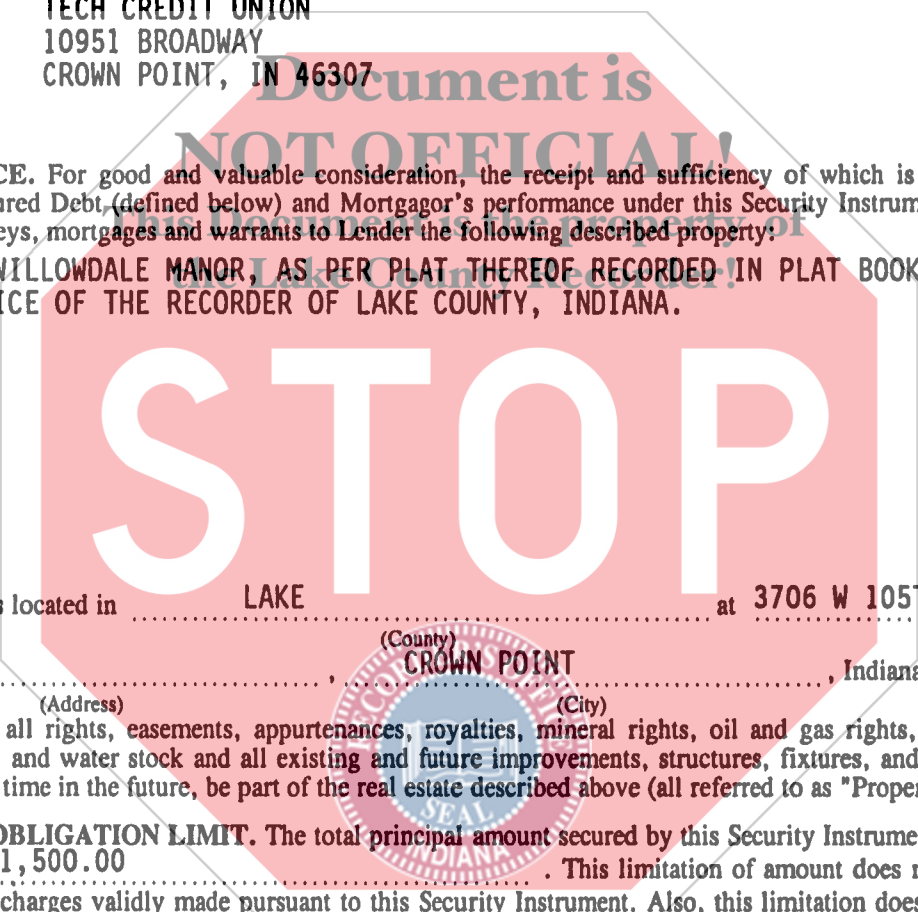 TECH CREDIT UNION
10951 BROADWAY
CROWN POINT, IN 46307
Document is
NOT OFFICIAL!
CE. For good and valuable consideration, the receipt and sufficiency of which is
ured Debt (defined below) and Mortgagor's performance under this Security Instrum
This Document is the property of
eys, mortgages and warrants to Lender the following described property:
WILLOWDALE MANOR, AS PER PLAT THEREOF RECORDED IN PLAT BOOK
the Lake County Recorder!
ICE OF THE RECORDER OF LAKE COUNTY, INDIANA.
STOP
s located in LAKE at 3706 W 105T
(County)
, CROWN POINT , Indiana
(Address) (City)
all rights, easements, appurtenances, royalties, mineral rights, oil and gas rights,
and water stock and all existing and future improvements, structures, fixtures, and
time in the future, be part of the real estate described above (all referred to as "Proper
RECORDER'S OFFICE
SEAL
INDIANA
OBLIGATION LIMIT. The total principal amount secured by this Security Instrume
1,500.00 . This limitation of amount does n
charges validly made pursuant to this Security Instrument. Also, this limitation does